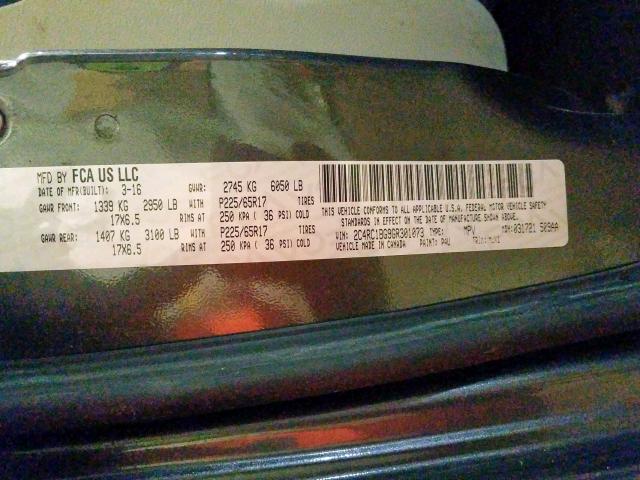 MFD BY FCA US LLC
DATE OF MFR(BUILT): 3-16 GVWR: 2745 KG 6050 LB
GAWR FRONT: 1339 KG 2950 LB WITH P225/65R17 TIRES
17X6.5 RIMS AT 250 KPA ( 36 PSI) COLD
GAWR REAR: 1407 KG 3100 LB WITH P225/65R17 TIRES
17X6.5 RIMS AT 250 KPA ( 36 PSI) COLD
THIS VEHICLE CONFORMS TO ALL APPLICABLE U.S.A. FEDERAL MOTOR VEHICLE SAFETY
STANDARDS IN EFFECT ON THE DATE OF MANUFACTURE SHOWN ABOVE.
VIN: 2C4RC1BG9GR301073 TYPE: MPV MDH:031721
MADE IN CANADA PAINT: PAU TRIM: